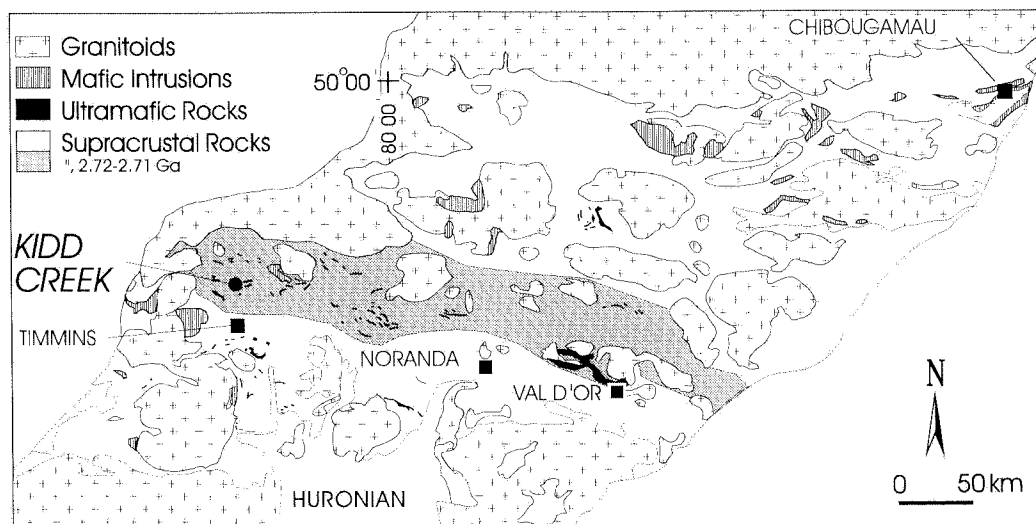 Granitoids
Mafic Intrusions
Ultramafic Rocks
Supracrustal Rocks
", 2.72-2.71 Ga
50°00
80 00
CHIBOUGAMAU
KIDD
CREEK
TIMMINS
NORANDA
VAL D'OR
HURONIAN
N
0 50 km